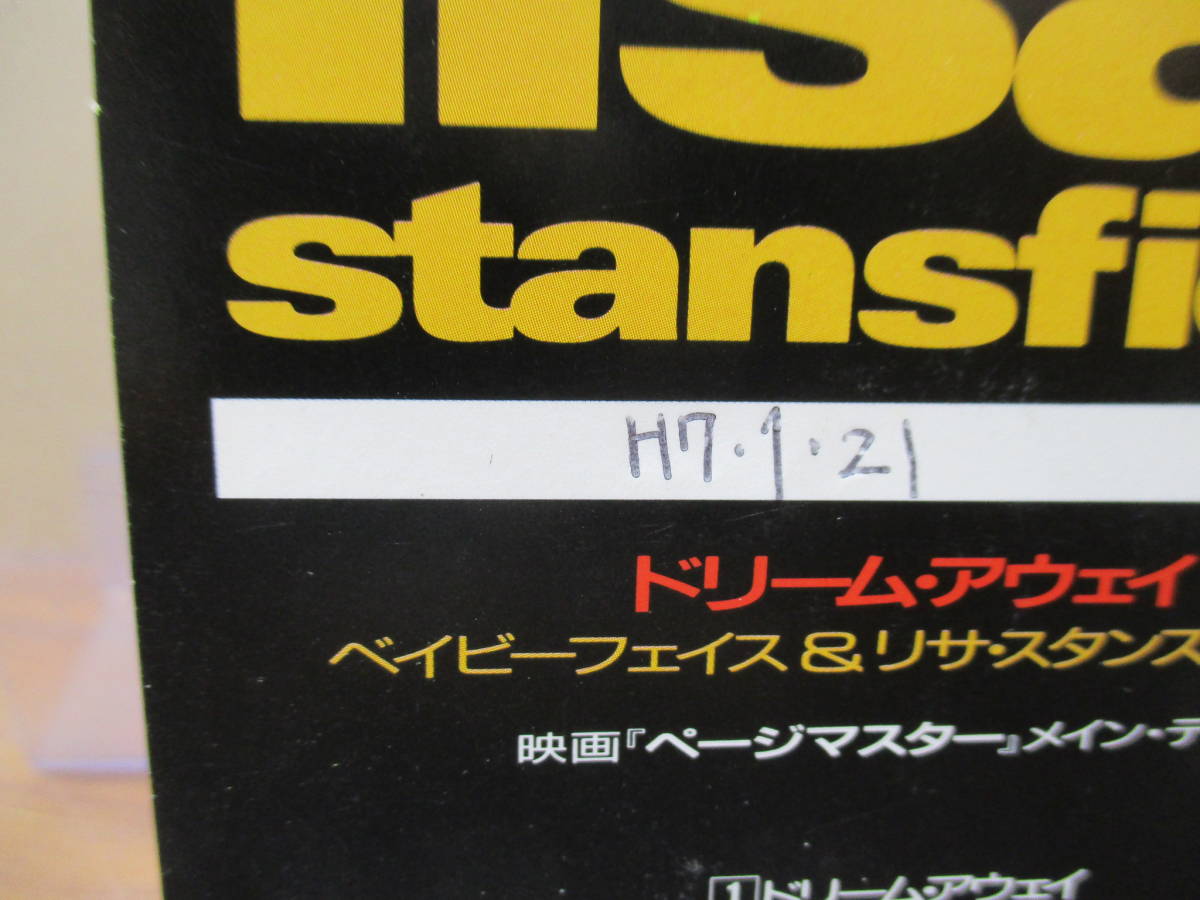 lisa
stansfi
H7.1.21
ドリーム・アウェイ
ベイビーフェイス&リサ・スタンス
映画『ページマスター』メイン・テ
1 ドリーム・アウェイ